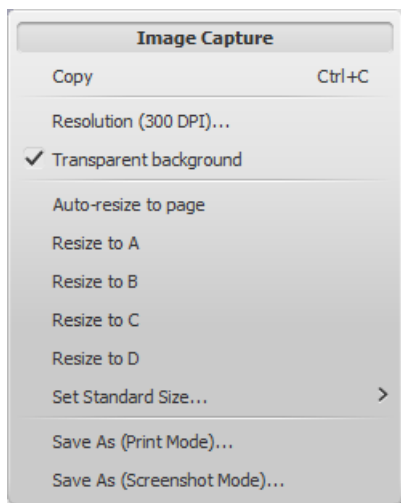 Image Capture
Copy Ctrl+C
Resolution (300 DPI)...
Transparent background
Auto-resize to page
Resize to A
Resize to B
Resize to C
Resize to D
Set Standard Size...
Save As (Print Mode)...
Save As (Screenshot Mode)...